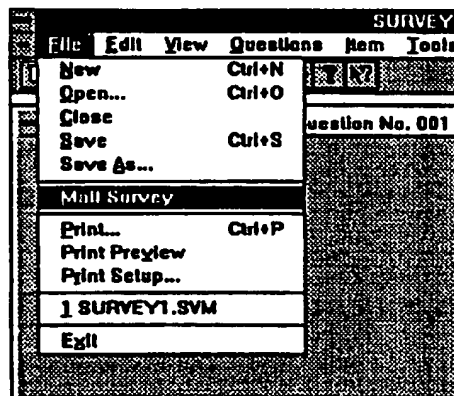 SURVEY
File Edit View Questions Item Tools
New Ctrl+N
Open... Ctrl+O
Close
Save Ctrl+S
Save As...
Mail Survey
Print... Ctrl+P
Print Preview
Print Setup...
1 SURVEY1.SVM
Exit
uestion No. 001